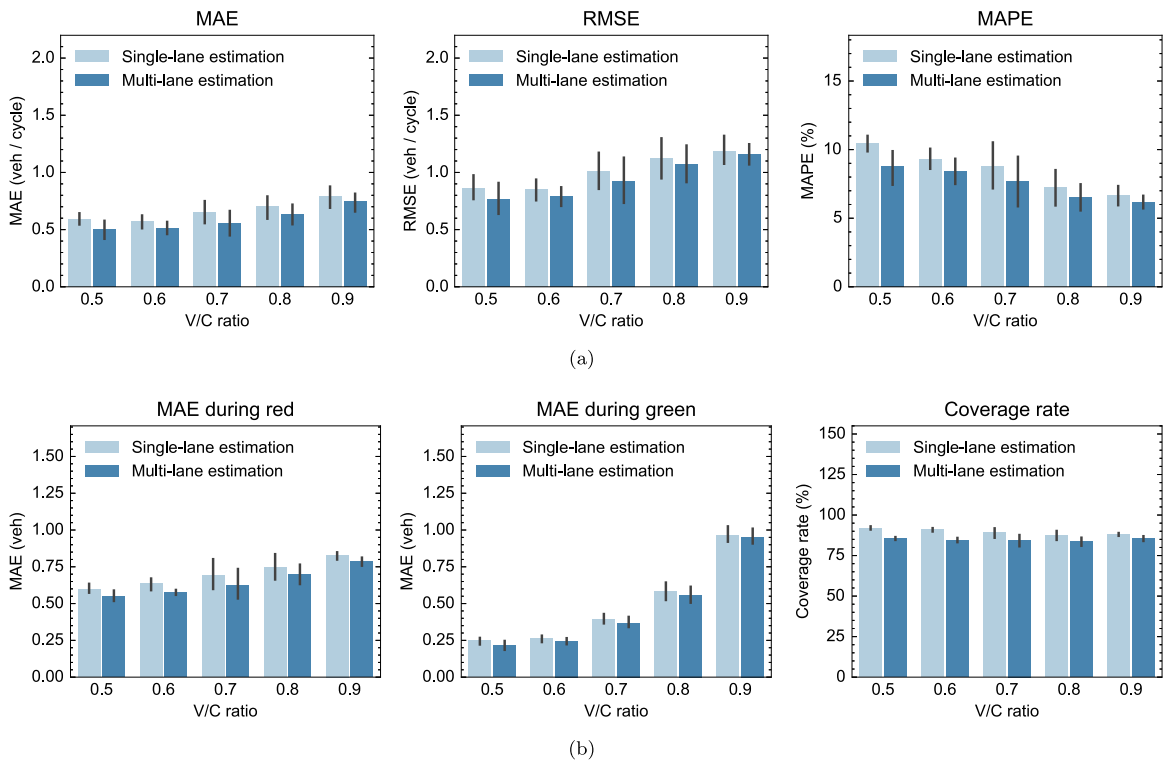 MAE
MAE (veh / cycle)
2.0
1.5
1.0
0.5
0.0
Single-lane estimation
Multi-lane estimation
0.5 0.6 0.7 0.8 0.9
V/C ratio
RMSE
RMSE (veh / cycle)
2.0
1.5
1.0
0.5
0.0
Single-lane estimation
Multi-lane estimation
0.5 0.6 0.7 0.8 0.9
V/C ratio
MAPE
MAPE (%)
15
10
5
0
Single-lane estimation
Multi-lane estimation
0.5 0.6 0.7 0.8 0.9
V/C ratio
(a)
MAE during red
MAE (veh)
1.50
1.25
1.00
0.75
0.50
0.25
0.00
Single-lane estimation
Multi-lane estimation
0.5 0.6 0.7 0.8 0.9
V/C ratio
MAE during green
MAE (veh)
1.50
1.25
1.00
0.75
0.50
0.25
0.00
Single-lane estimation
Multi-lane estimation
0.5 0.6 0.7 0.8 0.9
V/C ratio
Coverage rate
Coverage rate (%)
150
125
100
75
50
25
0
Single-lane estimation
Multi-lane estimation
0.5 0.6 0.7 0.8 0.9
V/C ratio
(b)